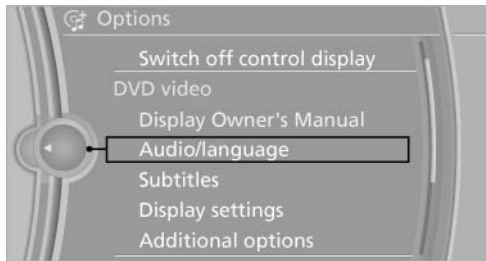 Options
Switch off control display
DVD video
Display Owner's Manual
Audio/language
Subtitles
Display settings
Additional options